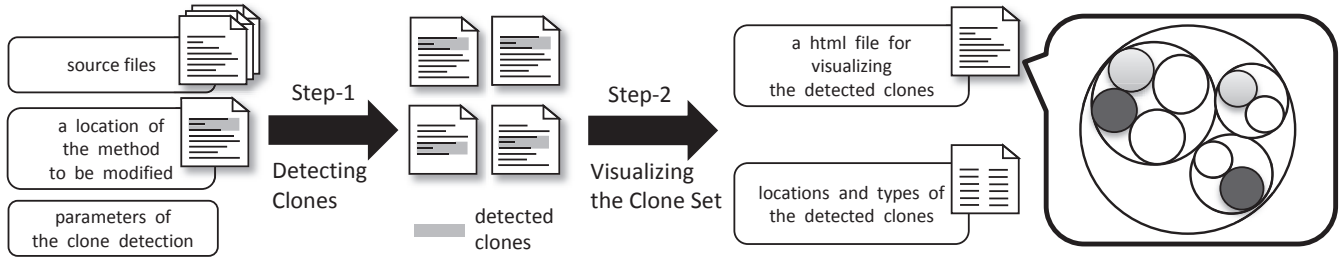 source files
a location of
the method
to be modified
parameters of
the clone detection
Step-1
Detecting
Clones
detected
clones
Step-2
Visualizing
the Clone Set
a html file for
visualizing
the detected clones
locations and types of
the detected clones